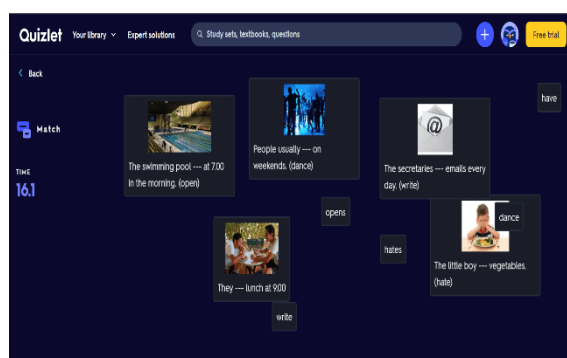 Quizlet
Your library
Expert solutions
Study sets, textbooks, questions
+
Free trial
Back
have
Match
@
People usually --- on
weekends. (dance)
The swimming pool --- at 7.00
in the morning. (open)
The secretaries --- emails every
day. (write)
TIME
16.1
opens
dance
hates
The little boy --- vegetables.
(hate)
They --- lunch at 9:00
write